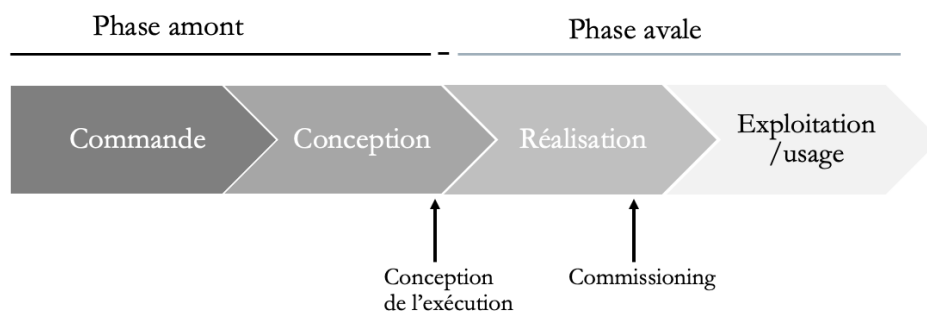 Phase amont
Phase avale
Commande
Conception
Réalisation
Exploitation
/usage
Conception
de l’exécution
Commissioning